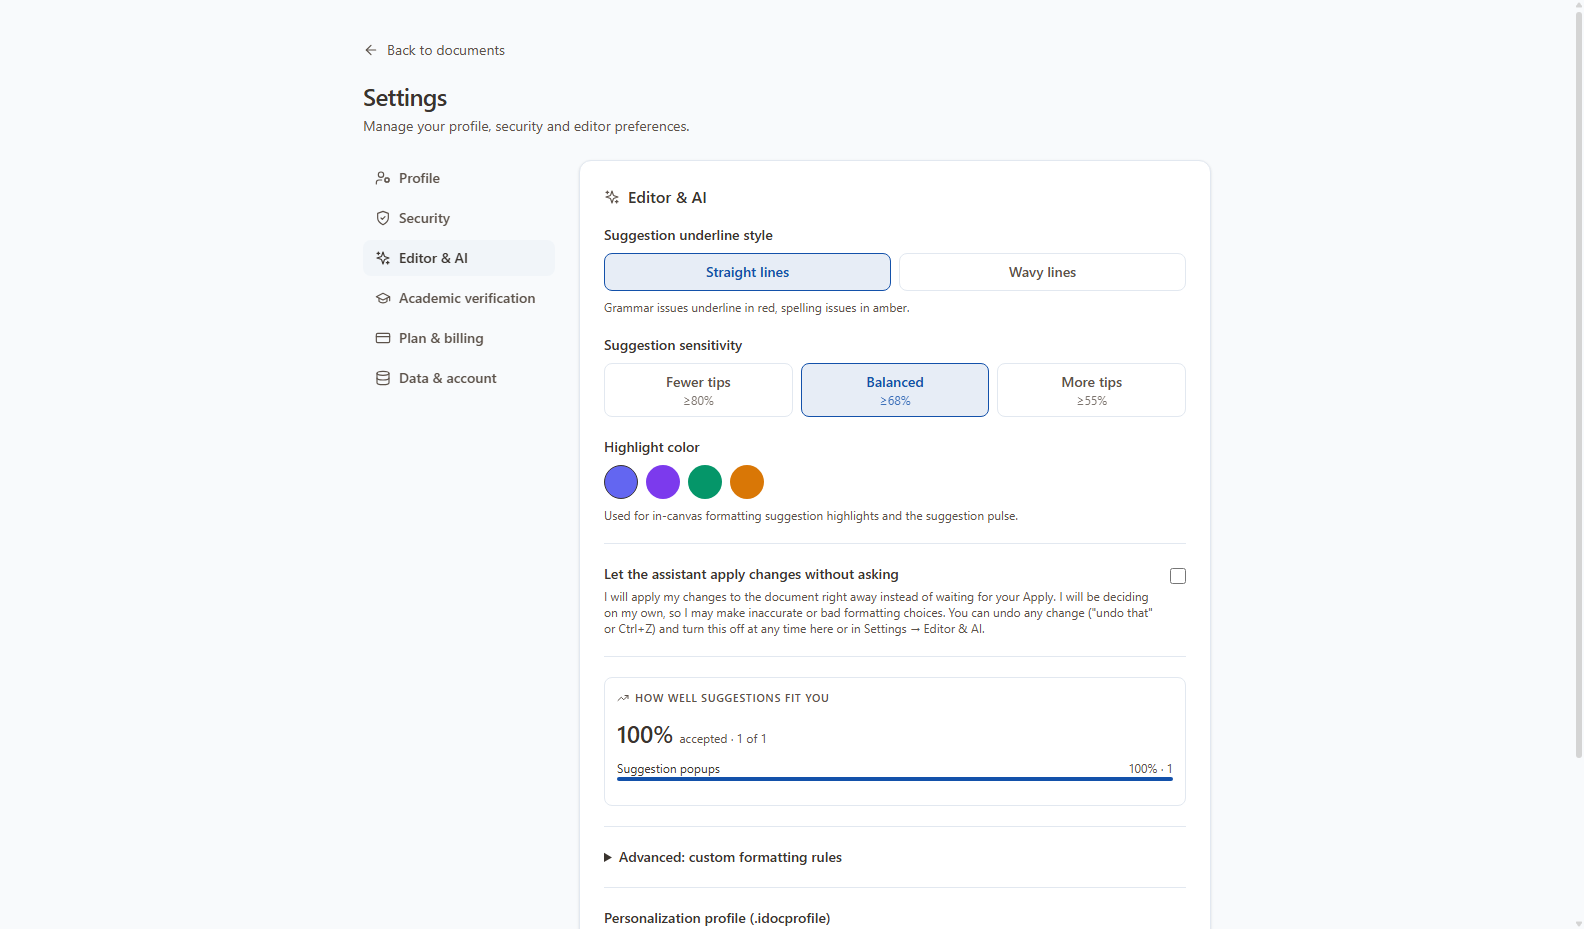 Back to documents
Settings
Manage your profile, security and editor preferences.
Profile
Security
Editor & AI
Academic verification
Plan & billing
Data & account
Editor & AI
Suggestion underline style
Straight lines
Wavy lines
Grammar issues underline in red, spelling issues in amber.
Suggestion sensitivity
Fewer tips
≥80%
Balanced
≥68%
More tips
≥55%
Highlight color
Used for in-canvas formatting suggestion highlights and the suggestion pulse.
Let the assistant apply changes without asking
I will apply my changes to the document right away instead of waiting for your Apply. I will be deciding
on my own, so I may make inaccurate or bad formatting choices. You can undo any change ("undo that"
or Ctrl+Z) and turn this off at any time here or in Settings → Editor & AI.
HOW WELL SUGGESTIONS FIT YOU
100% accepted · 1 of 1
Suggestion popups 100% · 1
Advanced: custom formatting rules
Personalization profile (.idocprofile)